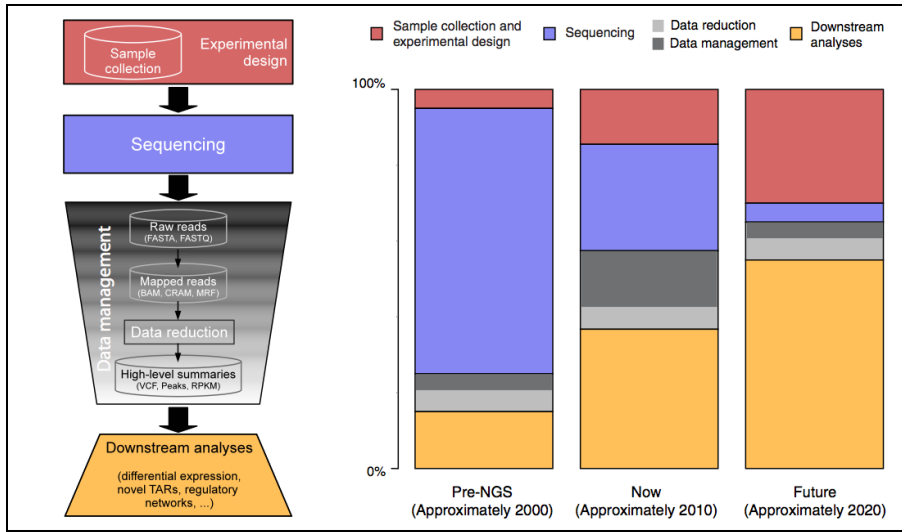 Sample
collection
Experimental
design
Sequencing
Data management
Raw reads
(FASTA, FASTQ)
Mapped reads
(BAM, CRAM, MRF)
Data reduction
High-level summaries
(VCF, Peaks, RPKM)
Downstream analyses
(differential expression,
novel TARs, regulatory
networks, ...)
Sample collection and
experimental design
Sequencing
Data reduction
Data management
Downstream
analyses
100%
0%
Pre-NGS
(Approximately 2000)
Now
(Approximately 2010)
Future
(Approximately 2020)